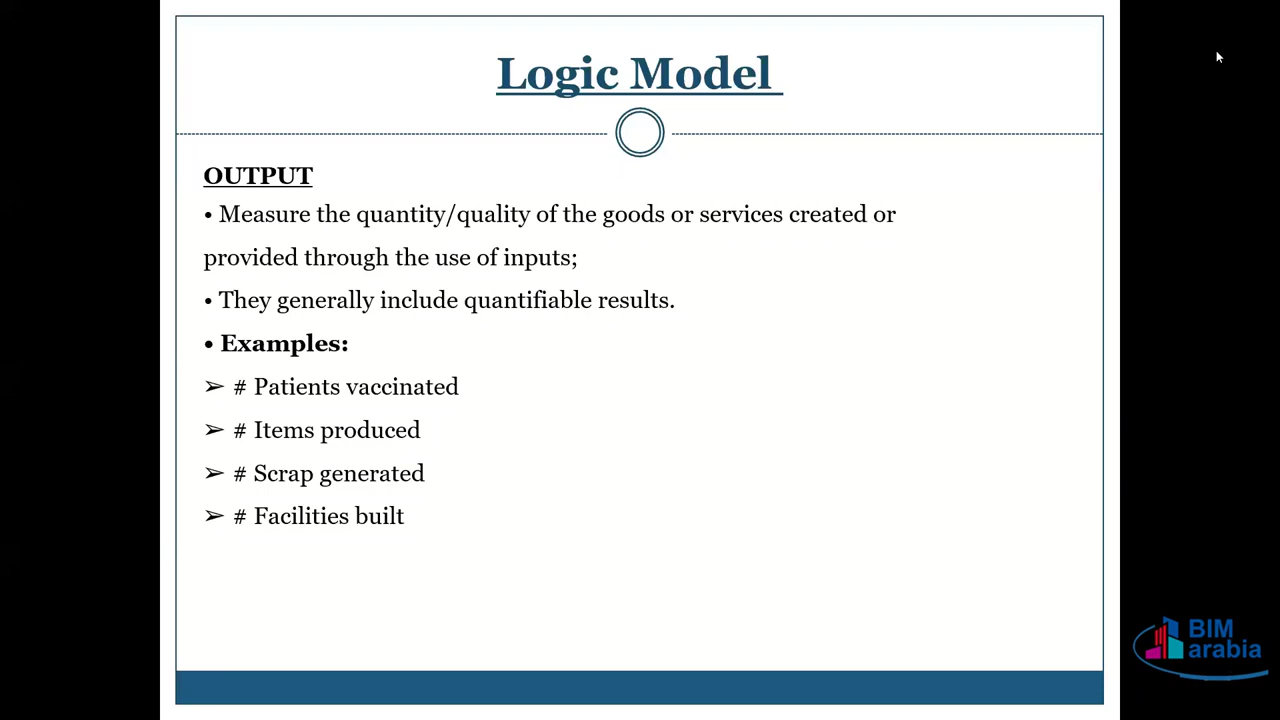 Logic Model
OUTPUT
• Measure the quantity/quality of the goods or services created or
provided through the use of inputs;
• They generally include quantifiable results.
• Examples:
➢ # Patients vaccinated
➢ # Items produced
➢ # Scrap generated
➢ # Facilities built
BIM
arabia